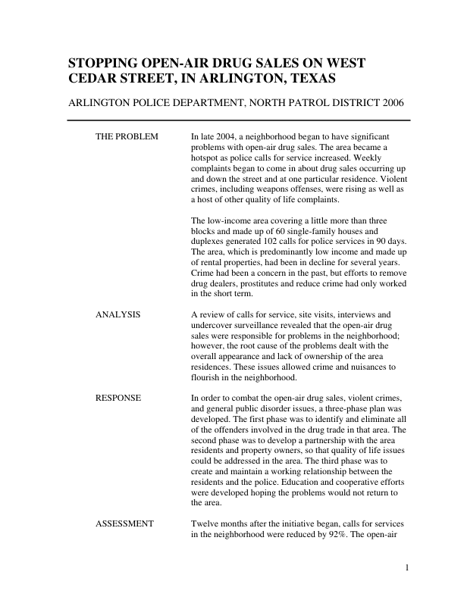 STOPPING OPEN-AIR DRUG SALES ON WEST
CEDAR STREET, IN ARLINGTON, TEXAS
ARLINGTON POLICE DEPARTMENT, NORTH PATROL DISTRICT 2006
THE PROBLEM
In late 2004, a neighborhood began to have significant
problems with open-air drug sales. The area became a
hotspot as police calls for service increased. Weekly
complaints began to come in about drug sales occurring up
and down the street and at one particular residence. Violent
crimes, including weapons offenses, were rising as well as
a host of other quality of life complaints.
The low-income area covering a little more than three
blocks and made up of 60 single-family houses and
duplexes generated 102 calls for police services in 90 days.
The area, which is predominantly low income and made up
of rental properties, had been in decline for several years.
Crime had been a concern in the past, but efforts to remove
drug dealers, prostitutes and reduce crime had only worked
in the short term.
ANALYSIS
A review of calls for service, site visits, interviews and
undercover surveillance revealed that the open-air drug
sales were responsible for problems in the neighborhood;
however, the root cause of the problems dealt with the
overall appearance and lack of ownership of the area
residences. These issues allowed crime and nuisances to
flourish in the neighborhood.
RESPONSE
In order to combat the open-air drug sales, violent crimes,
and general public disorder issues, a three-phase plan was
developed. The first phase was to identify and eliminate all
of the offenders involved in the drug trade in that area. The
second phase was to develop a partnership with the area
residents and property owners, so that quality of life issues
could be addressed in the area. The third phase was to
create and maintain a working relationship between the
residents and the police. Education and cooperative efforts
were developed hoping the problems would not return to
the area.
ASSESSMENT
Twelve months after the initiative began, calls for services
in the neighborhood were reduced by 92%. The open-air
1